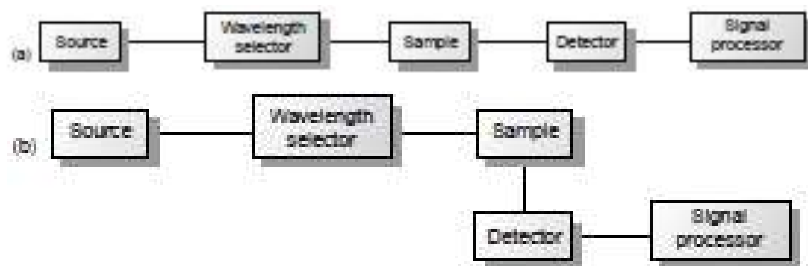 (a)
Source
Wavelength
selector
Sample
Detector
Signal
processor
(b)
Source
Wavelength
selector
Sample
Detector
Signal
processor